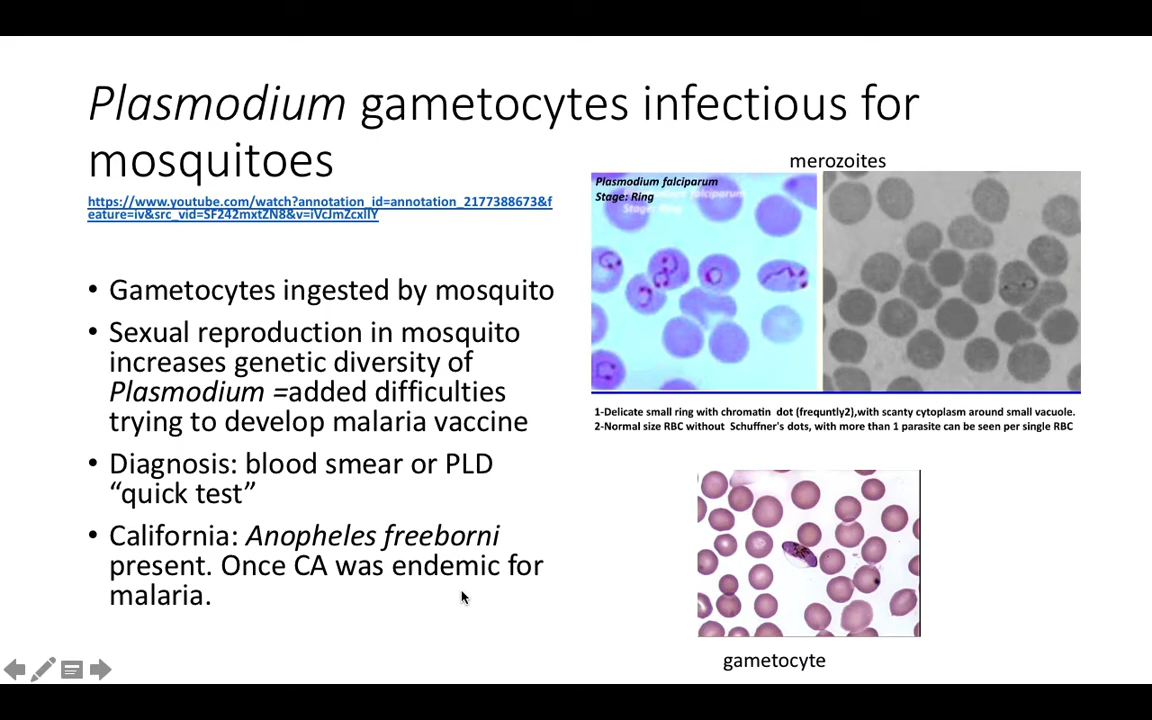 Plasmodium gametocytes infectious for
mosquitoes
https://www.youtube.com/watch?annotation_id=annotation_2177388673&f
eature=iv&src_vid=SF242mxtZN8&v=iVcJmZcxlIY
• Gametocytes ingested by mosquito
• Sexual reproduction in mosquito
increases genetic diversity of
Plasmodium =added difficulties
trying to develop malaria vaccine
• Diagnosis: blood smear or PLD
“quick test”
• California: Anopheles freeborni
present. Once CA was endemic for
malaria.
merozoites
Plasmodium falciparum
Stage: Ring
1-Delicate small ring with chromatin dot (frequntly2),with scanty cytoplasm around small vacuole.
2-Normal size RBC without Schuffner's dots, with more than 1 parasite can be seen per single RBC
gametocyte